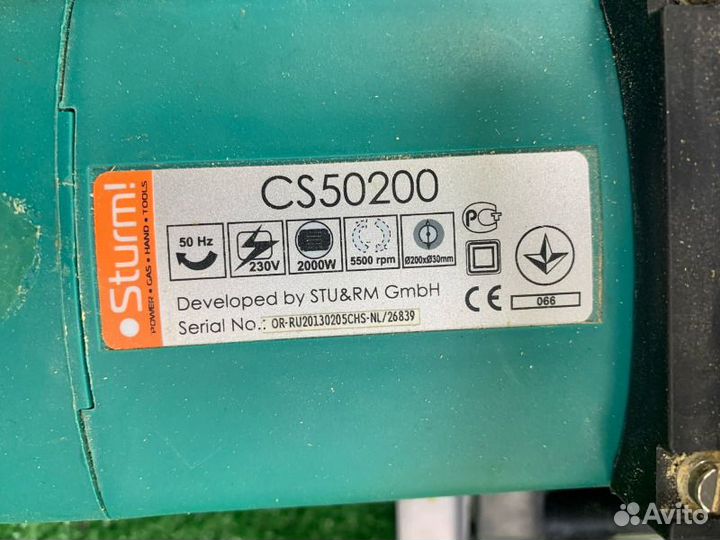 Sturm!
POWER • GAS • HAND • TOOLS
CS50200
50 Hz
230V
2000W
5500 rpm
Ø200xØ30mm
Developed by STU&RM GmbH
Serial No.: OR-RU20130205CHS-NL/26839
РСТ
CE
066
Avito